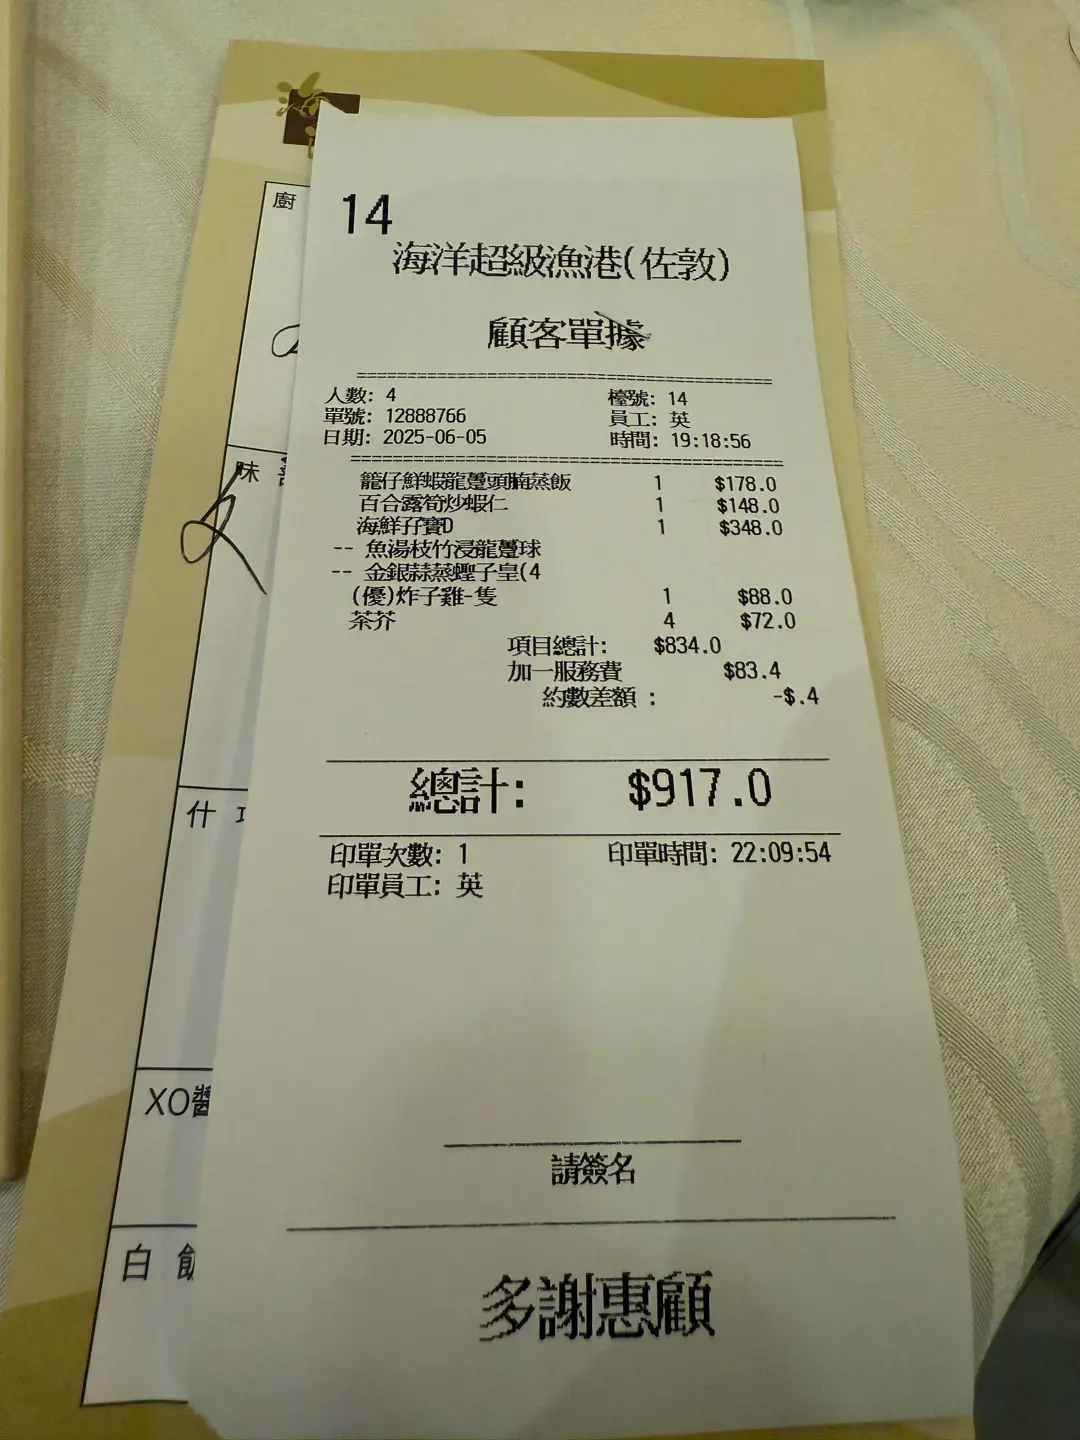 14
海洋超級漁港(佐敦)
顧客單據
人數: 4 檯號: 14
單號: 12888766 員工: 英
日期: 2025-06-05 時間: 19:18:56
籠仔鮮蝦龍躉頭腩蒸飯 1 $178.0
百合露筍炒蝦仁 1 $148.0
海鮮孖寶D 1 $348.0
-- 魚湯枝竹浸龍躉球
-- 金銀蒜蒸蟶子皇(4
(優)炸子雞-隻 1 $88.0
茶芥 4 $72.0
項目總計: $834.0
加一服務費 $83.4
約數差額 : -$.4
總計: $917.0
印單次數: 1 印單時間: 22:09:54
印單員工: 英
請簽名
多謝惠顧
廚
味
什
XO醬
白 飯